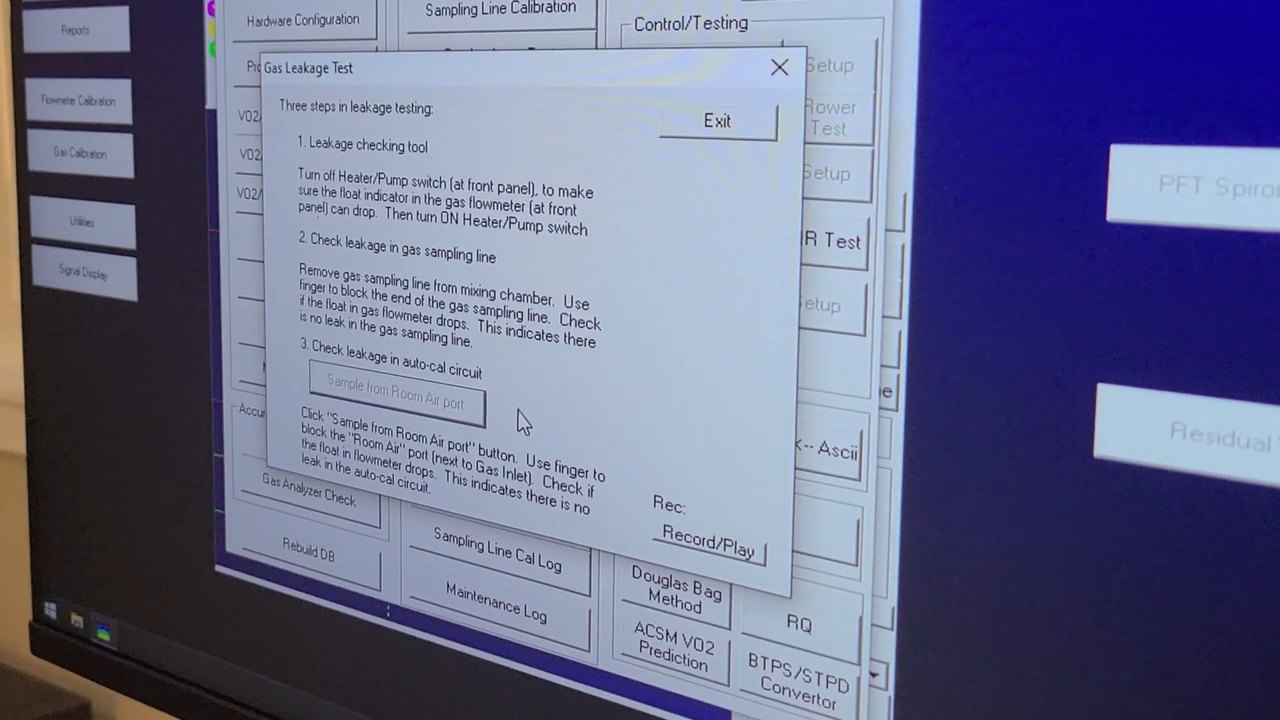 Reports
Flowmeter Calibration
Gas Calibration
Utilities
Signal Display
Hardware Configuration
Sampling Line Calibration
Control/Testing
Gas Leakage Test
Three steps in leakage testing:
Exit
1. Leakage checking tool
Turn off Heater/Pump switch (at front panel), to make
sure the float indicator in the gas flowmeter (at front
panel) can drop. Then turn ON Heater/Pump switch
2. Check leakage in gas sampling line
Remove gas sampling line from mixing chamber. Use
finger to block the end of the gas sampling line. Check
if the float in gas flowmeter drops. This indicates there
is no leak in the gas sampling line.
3. Check leakage in auto-cal circuit
Sample from Room Air port
Click "Sample from Room Air port" button. Use finger to
block the "Room Air" port (next to Gas Inlet). Check if
the float in flowmeter drops. This indicates there is no
leak in the auto-cal circuit.
Rec:
Record/Play
Setup
Test
Setup
R Test
etup
<-- Ascii
Gas Analyzer Check
Rebuild DB
Sampling Line Cal Log
Maintenance Log
Douglas Bag
Method
RQ
ACSM VO2
Prediction
BTPS/STPD
Convertor
PFT Spiro
Residual